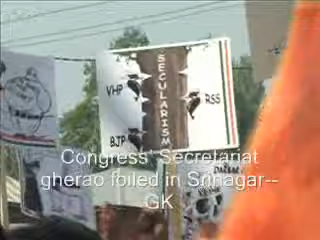 VHP
SECULARISM
RSS
BJP
Congress' Secretariat
gherao foiled in Srinagar--
GK